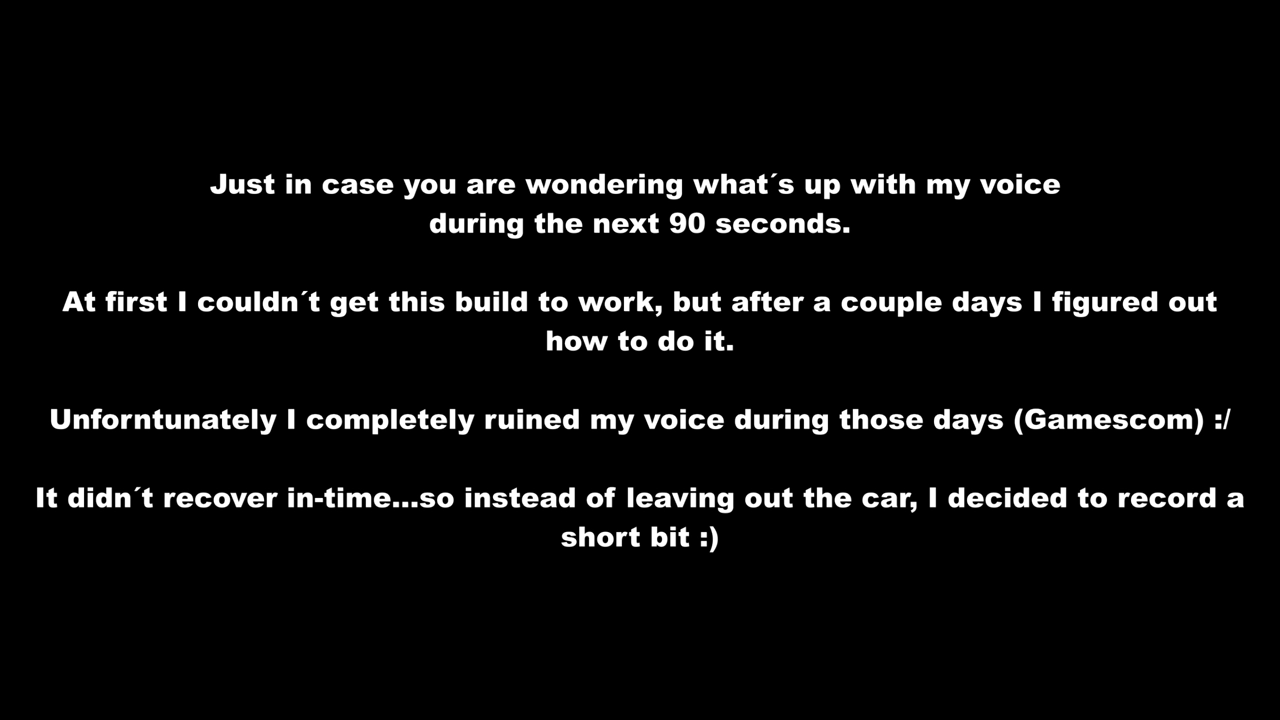 Just in case you are wondering what´s up with my voice
during the next 90 seconds.
At first I couldn´t get this build to work, but after a couple days I figured out
how to do it.
Unforntunately I completely ruined my voice during those days (Gamescom) :/
It didn´t recover in-time...so instead of leaving out the car, I decided to record a
short bit :)